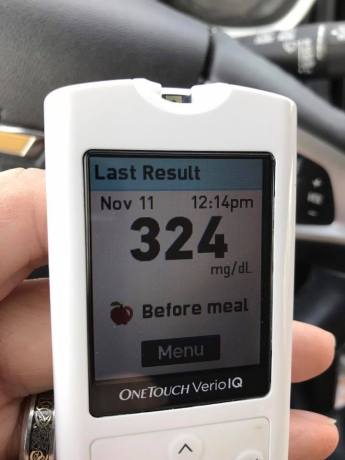 Last Result
Nov 11 12:14pm
324
mg/dL
Before meal
Menu
ONETOUCH VerioIQ